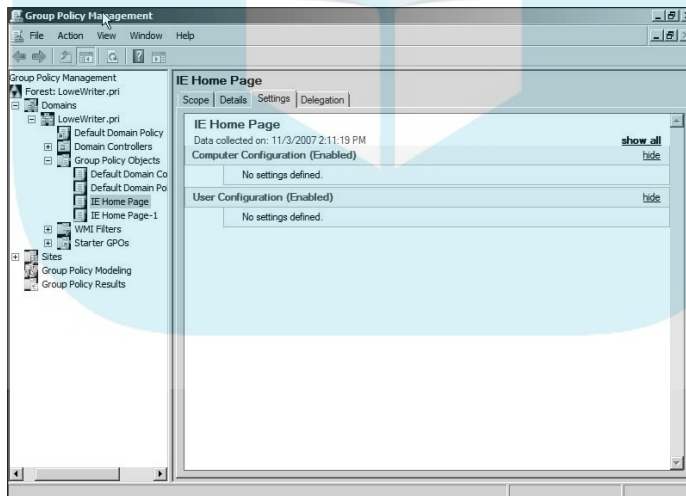 Group Policy Management
File Action View Window Help
Group Policy Management
Forest: LoweWriter.pri
Domains
LoweWriter.pri
Default Domain Policy
Domain Controllers
Group Policy Objects
Default Domain Co
Default Domain Po
IE Home Page
IE Home Page-1
WMI Filters
Starter GPOs
Sites
Group Policy Modeling
Group Policy Results
IE Home Page
Scope Details Settings Delegation
IE Home Page
Data collected on: 11/3/2007 2:11:19 PM
show all
Computer Configuration (Enabled)
hide
No settings defined.
User Configuration (Enabled)
hide
No settings defined.